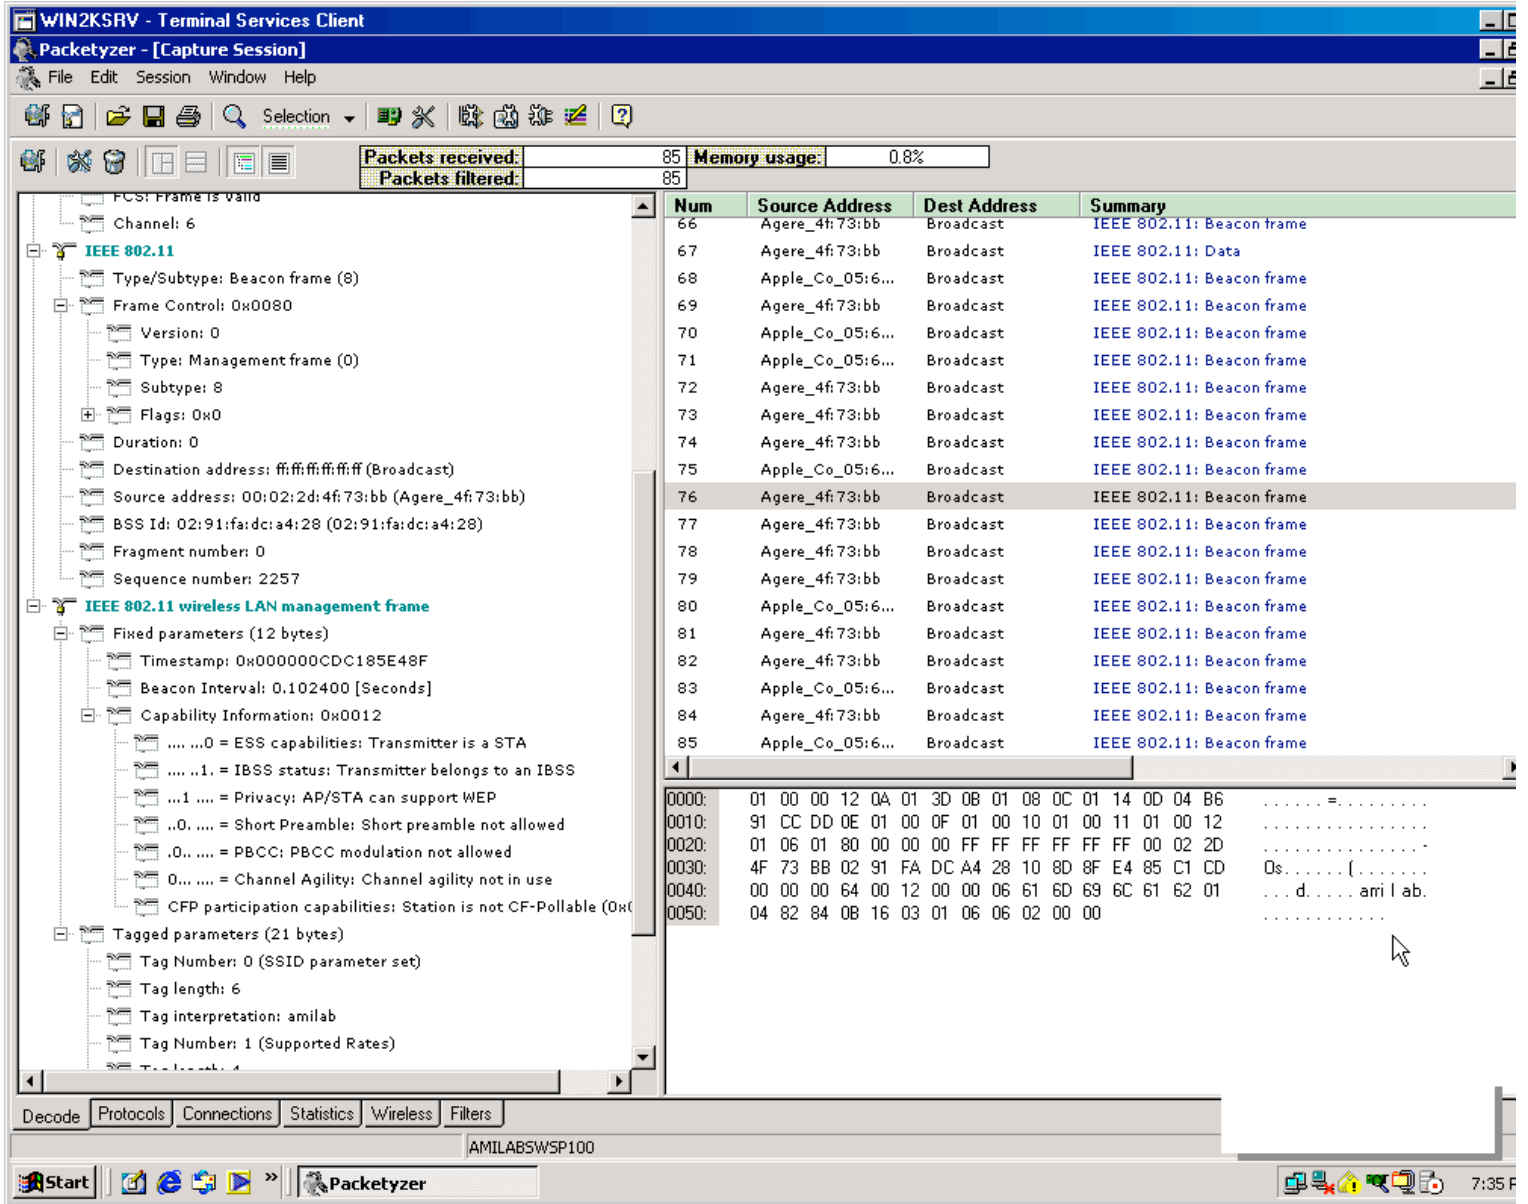 WIN2KSRV - Terminal Services Client
Packetyzer - [Capture Session]
File Edit Session Window Help
Selection
Packets received: 85 Memory usage: 0.8%
Packets filtered: 85
FCS: Frame is valid
Channel: 6
IEEE 802.11
Type/Subtype: Beacon frame (8)
Frame Control: 0x0080
Version: 0
Type: Management frame (0)
Subtype: 8
Flags: 0x0
Duration: 0
Destination address: ff:ff:ff:ff:ff:ff (Broadcast)
Source address: 00:02:2d:4f:73:bb (Agere_4f:73:bb)
BSS Id: 02:91:fa:dc:a4:28 (02:91:fa:dc:a4:28)
Fragment number: 0
Sequence number: 2257
IEEE 802.11 wireless LAN management frame
Fixed parameters (12 bytes)
Timestamp: 0x000000CDC185E48F
Beacon Interval: 0.102400 [Seconds]
Capability Information: 0x0012
.... ...0 = ESS capabilities: Transmitter is a STA
.... ..1. = IBSS status: Transmitter belongs to an IBSS
...1 .... = Privacy: AP/STA can support WEP
..0. .... = Short Preamble: Short preamble not allowed
.0.. .... = PBCC: PBCC modulation not allowed
0... .... = Channel Agility: Channel agility not in use
CFP participation capabilities: Station is not CF-Pollable (0x0
Tagged parameters (21 bytes)
Tag Number: 0 (SSID parameter set)
Tag length: 6
Tag interpretation: amilab
Tag Number: 1 (Supported Rates)
Tag length: 4
Num Source Address Dest Address Summary
66 Agere_4f:73:bb Broadcast IEEE 802.11: Beacon frame
67 Agere_4f:73:bb Broadcast IEEE 802.11: Data
68 Apple_Co_05:6... Broadcast IEEE 802.11: Beacon frame
69 Agere_4f:73:bb Broadcast IEEE 802.11: Beacon frame
70 Apple_Co_05:6... Broadcast IEEE 802.11: Beacon frame
71 Apple_Co_05:6... Broadcast IEEE 802.11: Beacon frame
72 Agere_4f:73:bb Broadcast IEEE 802.11: Beacon frame
73 Agere_4f:73:bb Broadcast IEEE 802.11: Beacon frame
74 Agere_4f:73:bb Broadcast IEEE 802.11: Beacon frame
75 Apple_Co_05:6... Broadcast IEEE 802.11: Beacon frame
76 Agere_4f:73:bb Broadcast IEEE 802.11: Beacon frame
77 Agere_4f:73:bb Broadcast IEEE 802.11: Beacon frame
78 Agere_4f:73:bb Broadcast IEEE 802.11: Beacon frame
79 Agere_4f:73:bb Broadcast IEEE 802.11: Beacon frame
80 Apple_Co_05:6... Broadcast IEEE 802.11: Beacon frame
81 Agere_4f:73:bb Broadcast IEEE 802.11: Beacon frame
82 Agere_4f:73:bb Broadcast IEEE 802.11: Beacon frame
83 Apple_Co_05:6... Broadcast IEEE 802.11: Beacon frame
84 Agere_4f:73:bb Broadcast IEEE 802.11: Beacon frame
85 Apple_Co_05:6... Broadcast IEEE 802.11: Beacon frame
0000: 01 00 00 12 0A 01 3D 0B 01 08 0C 01 14 0D 04 B6 ......=.........
0010: 91 CC DD 0E 01 00 0F 01 00 10 01 00 11 01 00 12 ................
0020: 01 06 01 80 00 00 00 FF FF FF FF FF FF 00 02 2D ...............-
0030: 4F 73 BB 02 91 FA DC A4 28 10 8D 8F E4 85 C1 CD Os......(.......
0040: 00 00 00 64 00 12 00 00 06 61 6D 69 6C 61 62 01 ...d.....amilab.
0050: 04 82 84 0B 16 03 01 06 06 02 00 00 ............
Decode Protocols Connections Statistics Wireless Filters
AMILABSWSP100
Start » Packetyzer 7:35 P